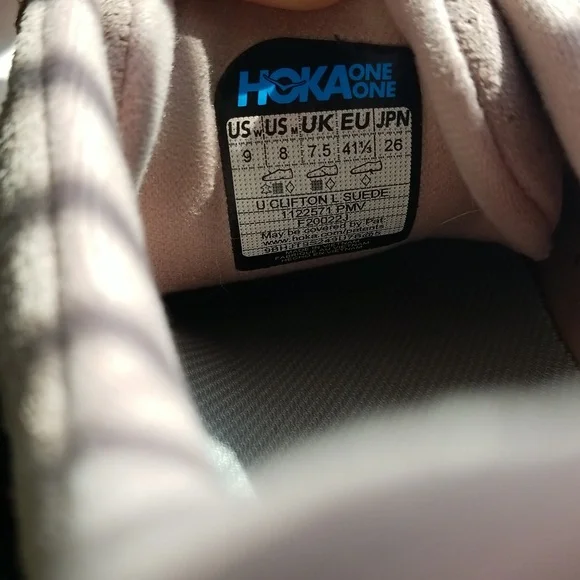 HOKA ONE ONE
US W US M UK EU JPN
9 8 7.5 41⅓ 26
U CLIFTON L SUEDE
1122571 PMV
F20022J
May be covered by Pat.